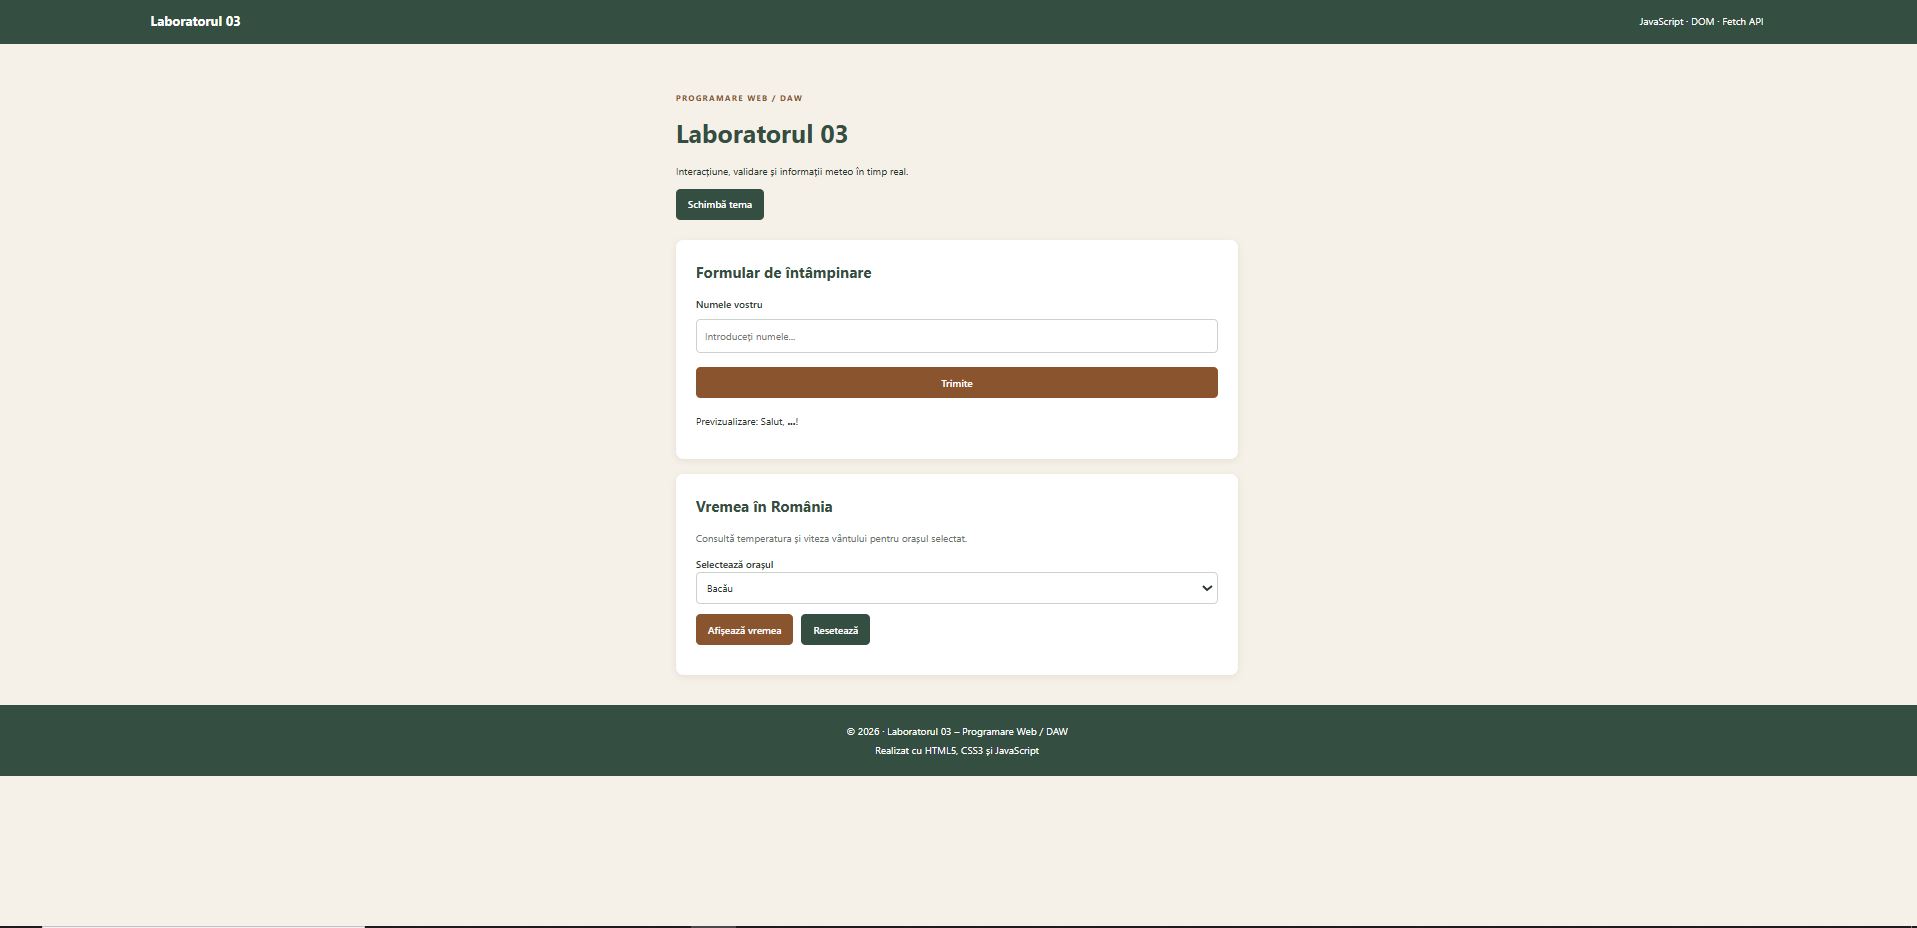 Laboratorul 03
JavaScript · DOM · Fetch API
PROGRAMARE WEB / DAW
Laboratorul 03
Interacțiune, validare și informații meteo în timp real.
Schimbă tema
Formular de întâmpinare
Numele vostru
Introduceți numele...
Trimite
Previzualizare: Salut, ...!
Vremea în România
Consultă temperatura și viteza vântului pentru orașul selectat.
Selectează orașul
Bacău
Afișează vremea
Resetează
© 2026 · Laboratorul 03 – Programare Web / DAW
Realizat cu HTML5, CSS3 și JavaScript